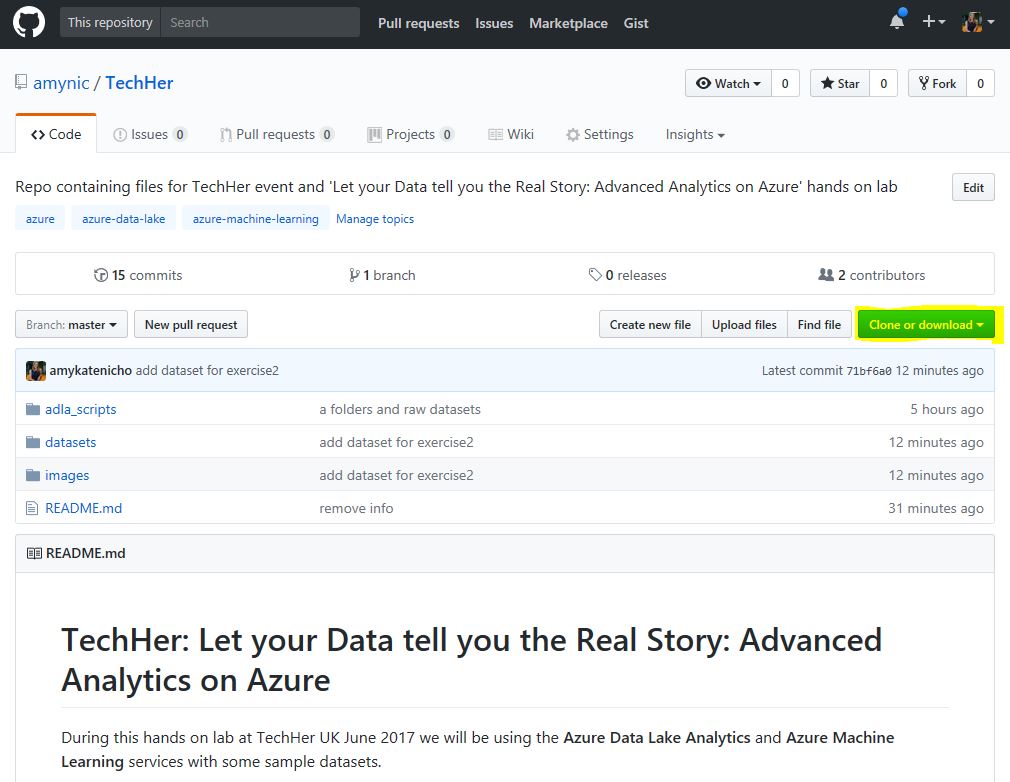 This repository Search Pull requests Issues Marketplace Gist
amynic / TechHer Watch 0 Star 0 Fork 0
Code Issues 0 Pull requests 0 Projects 0 Wiki Settings Insights
Repo containing files for TechHer event and 'Let your Data tell you the Real Story: Advanced Analytics on Azure' hands on lab Edit
azure azure-data-lake azure-machine-learning Manage topics
15 commits 1 branch 0 releases 2 contributors
Branch: master New pull request Create new file Upload files Find file Clone or download
amykatenicho add dataset for exercise2 Latest commit 71bf6a0 12 minutes ago
adla_scripts a folders and raw datasets 5 hours ago
datasets add dataset for exercise2 12 minutes ago
images add dataset for exercise2 12 minutes ago
README.md remove info 31 minutes ago
README.md
TechHer: Let your Data tell you the Real Story: Advanced
Analytics on Azure
During this hands on lab at TechHer UK June 2017 we will be using the Azure Data Lake Analytics and Azure Machine
Learning services with some sample datasets.